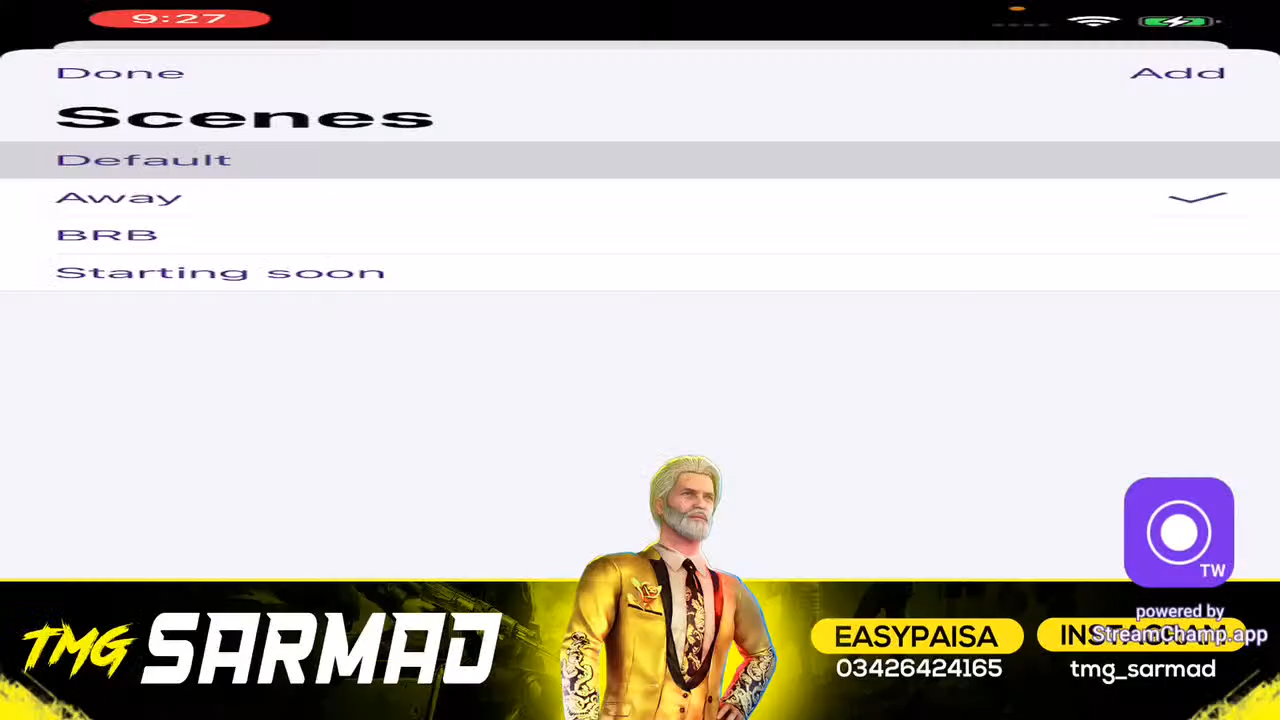 9:27
Done
Add
Scenes
Default
Away
BRB
Starting soon
TW
powered by
StreamChamp.app
TMG SARMAD
EASYPAISA
03426424165
INSTAGRAM
tmg_sarmad